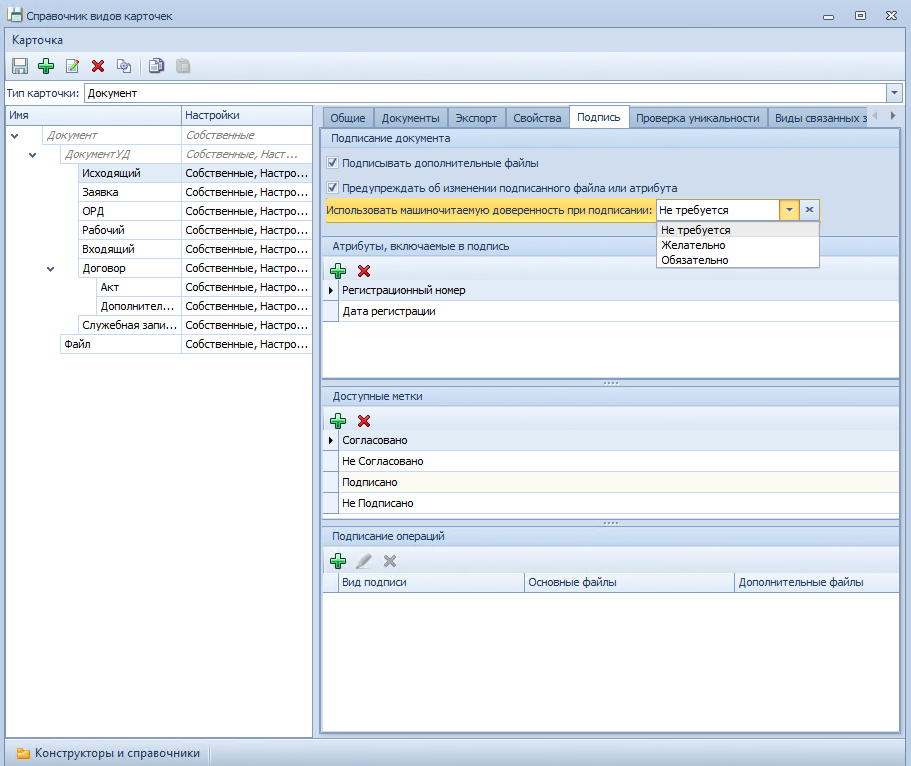 Справочник видов карточек
Карточка
Тип карточки: Документ
Имя Настройки
Документ Собственные
ДокументУД Собственные, Наст...
Исходящий Собственные, Настро...
Заявка Собственные, Настро...
ОРД Собственные, Настро...
Рабочий Собственные, Настро...
Входящий Собственные, Настро...
Договор Собственные, Настро...
Акт Собственные, Настро...
Дополнител... Собственные, Настро...
Служебная запи... Собственные, Настро...
Файл Собственные, Настро...
Общие Документы Экспорт Свойства Подпись Проверка уникальности Виды связанных з
Подписание документа
Подписывать дополнительные файлы
Предупреждать об изменении подписанного файла или атрибута
Использовать машиночитаемую доверенность при подписании: Не требуется
Не требуется
Желательно
Обязательно
Атрибуты, включаемые в подпись
Регистрационный номер
Дата регистрации
Доступные метки
Согласовано
Не Согласовано
Подписано
Не Подписано
Подписание операций
Вид подписи Основные файлы Дополнительные файлы
Конструкторы и справочники